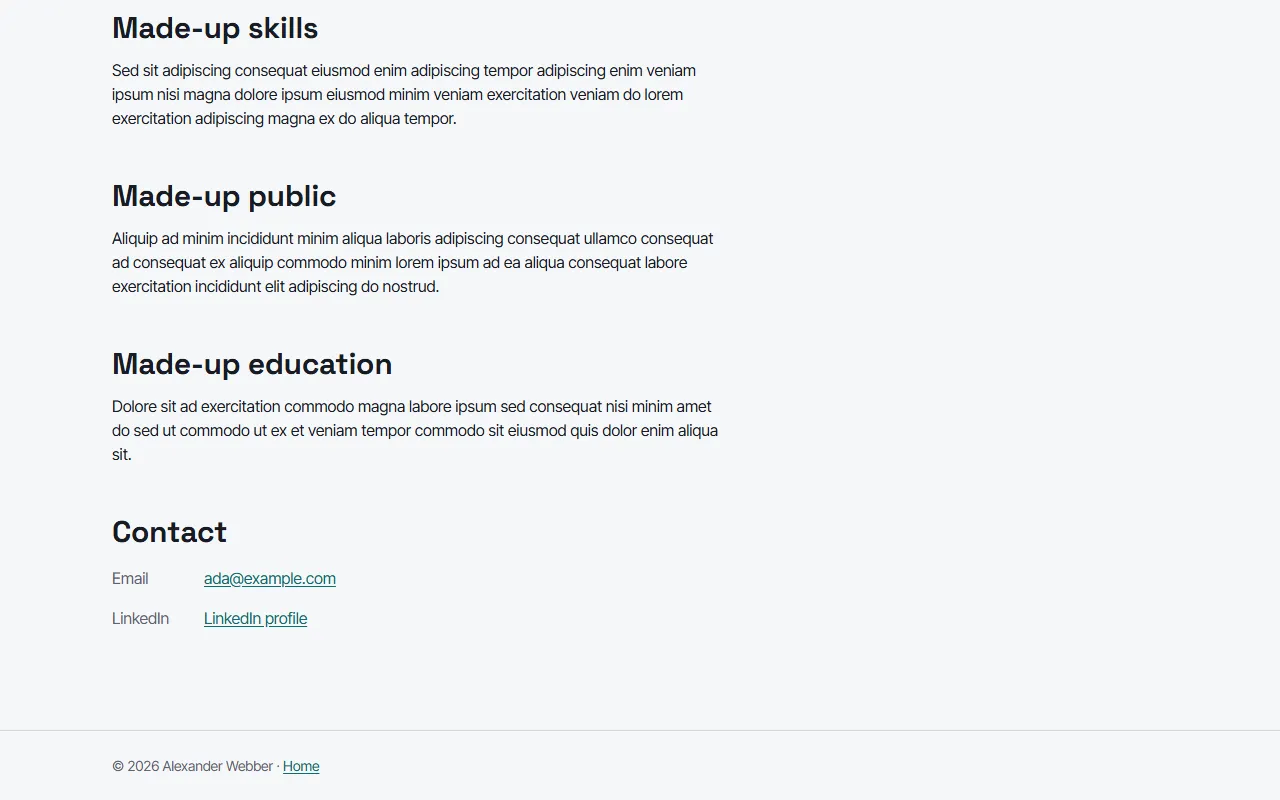 Made-up skills
Sed sit adipiscing consequat eiusmod enim adipiscing tempor adipiscing enim veniam
ipsum nisi magna dolore ipsum eiusmod minim veniam exercitation veniam do lorem
exercitation adipiscing magna ex do aliqua tempor.
Made-up public
Aliquip ad minim incididunt minim aliqua laboris adipiscing consequat ullamco consequat
ad consequat ex aliquip commodo minim lorem ipsum ad ea aliqua consequat labore
exercitation incididunt elit adipiscing do nostrud.
Made-up education
Dolore sit ad exercitation commodo magna labore ipsum sed consequat nisi minim amet
do sed ut commodo ut ex et veniam tempor commodo sit eiusmod quis dolor enim aliqua
sit.
Contact
Email ada@example.com
LinkedIn LinkedIn profile
© 2026 Alexander Webber · Home